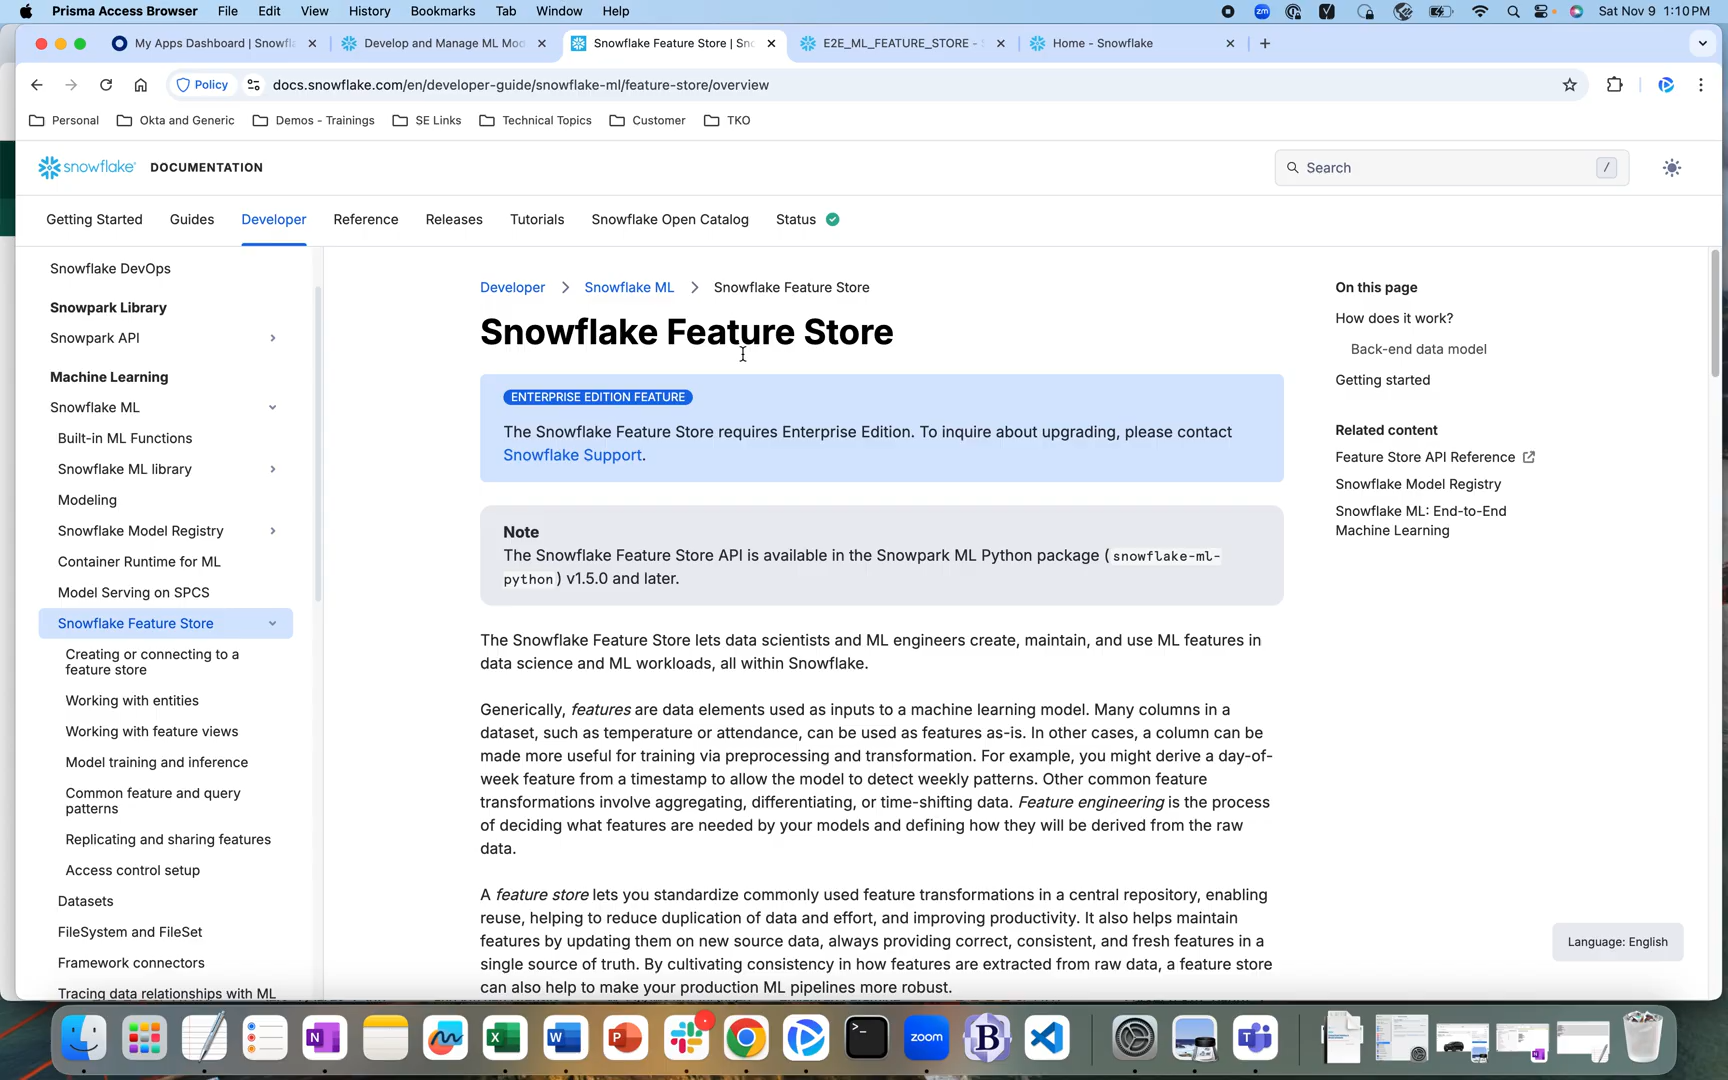 Prisma Access Browser File Edit View History Bookmarks Tab Window Help
zm
Sat Nov 9 1:10 PM
My Apps Dashboard | Snowfla
Develop and Manage ML Mod
Snowflake Feature Store | Sno
E2E_ML_FEATURE_STORE - S
Home - Snowflake
Policy
docs.snowflake.com/en/developer-guide/snowflake-ml/feature-store/overview
Personal
Okta and Generic
Demos - Trainings
SE Links
Technical Topics
Customer
TKO
snowflake DOCUMENTATION
Search
/
Getting Started Guides Developer Reference Releases Tutorials Snowflake Open Catalog Status
Snowflake DevOps
Snowpark Library
Snowpark API
Machine Learning
Snowflake ML
Built-in ML Functions
Snowflake ML library
Modeling
Snowflake Model Registry
Container Runtime for ML
Model Serving on SPCS
Snowflake Feature Store
Creating or connecting to a
feature store
Working with entities
Working with feature views
Model training and inference
Common feature and query
patterns
Replicating and sharing features
Access control setup
Datasets
FileSystem and FileSet
Framework connectors
Tracing data relationships with ML
Developer > Snowflake ML > Snowflake Feature Store
Snowflake Feature Store
ENTERPRISE EDITION FEATURE
The Snowflake Feature Store requires Enterprise Edition. To inquire about upgrading, please contact
Snowflake Support.
Note
The Snowflake Feature Store API is available in the Snowpark ML Python package (snowflake-ml-
python) v1.5.0 and later.
The Snowflake Feature Store lets data scientists and ML engineers create, maintain, and use ML features in
data science and ML workloads, all within Snowflake.
Generically, features are data elements used as inputs to a machine learning model. Many columns in a
dataset, such as temperature or attendance, can be used as features as-is. In other cases, a column can be
made more useful for training via preprocessing and transformation. For example, you might derive a day-of-
week feature from a timestamp to allow the model to detect weekly patterns. Other common feature
transformations involve aggregating, differentiating, or time-shifting data. Feature engineering is the process
of deciding what features are needed by your models and defining how they will be derived from the raw
data.
A feature store lets you standardize commonly used feature transformations in a central repository, enabling
reuse, helping to reduce duplication of data and effort, and improving productivity. It also helps maintain
features by updating them on new source data, always providing correct, consistent, and fresh features in a
single source of truth. By cultivating consistency in how features are extracted from raw data, a feature store
can also help to make your production ML pipelines more robust.
On this page
How does it work?
Back-end data model
Getting started
Related content
Feature Store API Reference
Snowflake Model Registry
Snowflake ML: End-to-End
Machine Learning
Language: English
zoom